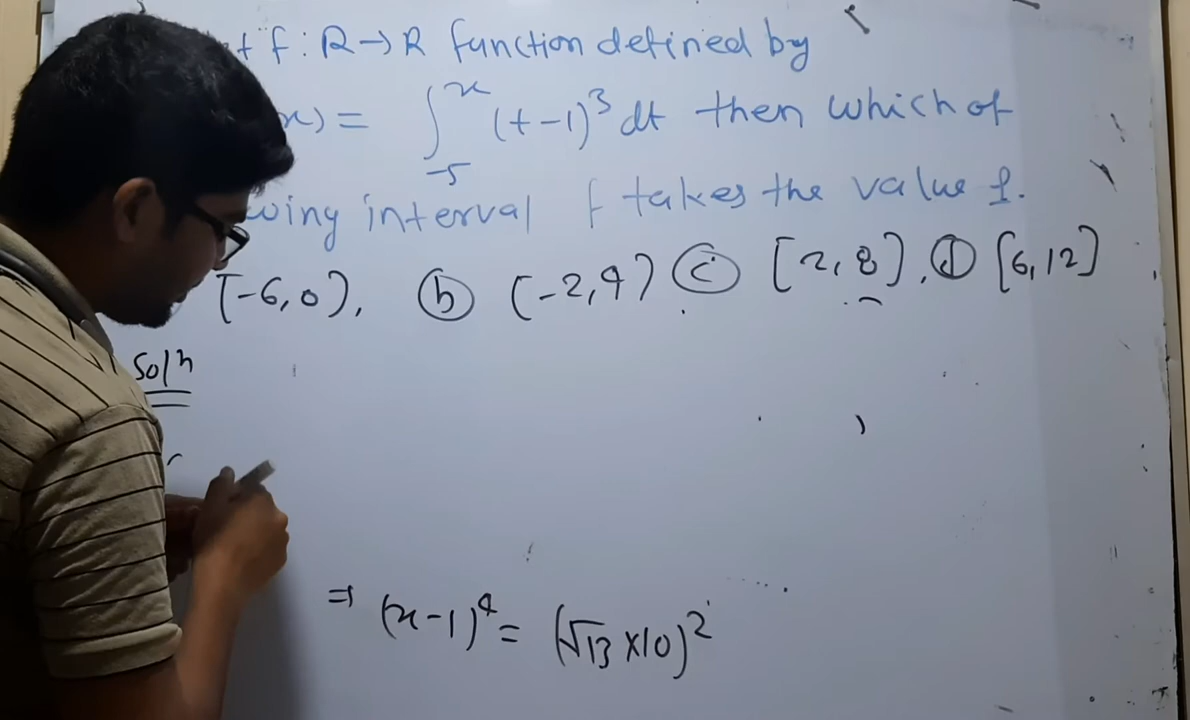 f : R → R function defined by
x) = ∫_{-5}^{x} (t-1)^3 dt then which of
wing interval f takes the value 1.
[-6,0), ⓑ (-2,4) ⓒ [2,8), ⓓ [6,12]
Solⁿ
⇒ (x-1)^4 = (√13 × 10)^2